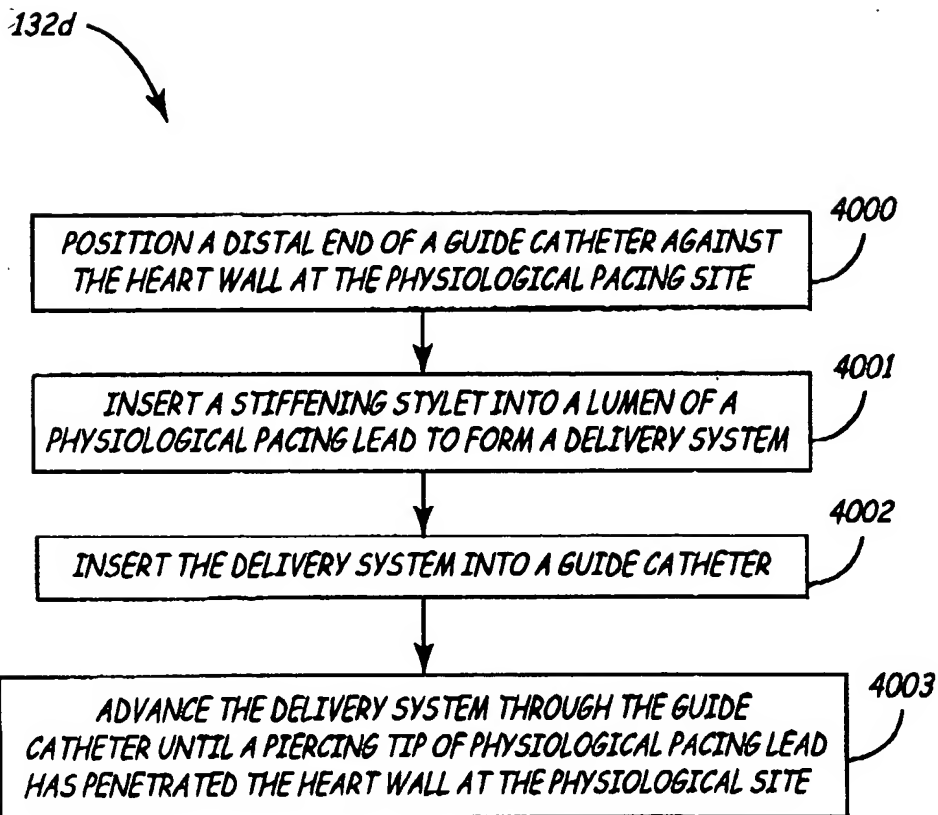 132d
4000
POSITION A DISTAL END OF A GUIDE CATHETER AGAINST
THE HEART WALL AT THE PHYSIOLOGICAL PACING SITE
4001
INSERT A STIFFENING STYLET INTO A LUMEN OF A
PHYSIOLOGICAL PACING LEAD TO FORM A DELIVERY SYSTEM
4002
INSERT THE DELIVERY SYSTEM INTO A GUIDE CATHETER
4003
ADVANCE THE DELIVERY SYSTEM THROUGH THE GUIDE
CATHETER UNTIL A PIERCING TIP OF PHYSIOLOGICAL PACING LEAD
HAS PENETRATED THE HEART WALL AT THE PHYSIOLOGICAL SITE